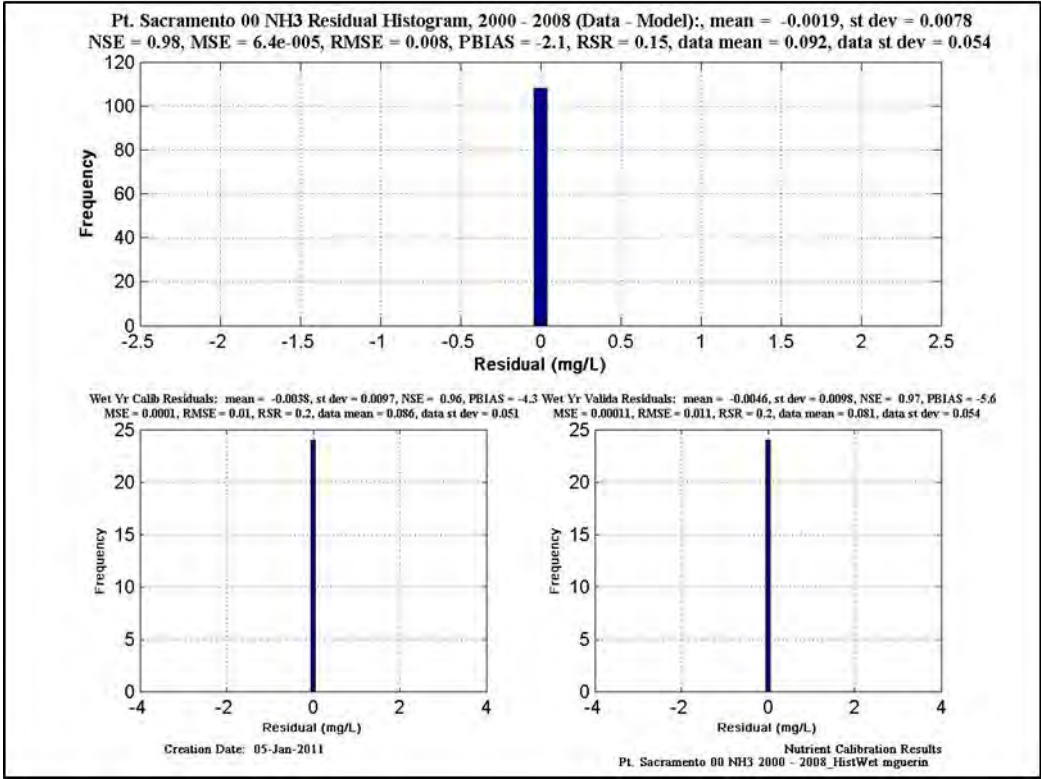 Pt. Sacramento 00 NH3 Residual Histogram, 2000 - 2008 (Data - Model):, mean = -0.0019, st dev = 0.0078
NSE = 0.98, MSE = 6.4e-005, RMSE = 0.008, PBIAS = -2.1, RSR = 0.15, data mean = 0.092, data st dev = 0.054
120
100
80
60
40
20
0
Frequency
-2.5 -2 -1.5 -1 -0.5 0 0.5 1 1.5 2 2.5
Residual (mg/L)
Wet Yr Calib Residuals: mean = -0.0038, st dev = 0.0097, NSE = 0.96, PBIAS = -4.3
MSE = 0.0001, RMSE = 0.01, RSR = 0.2, data mean = 0.086, data st dev = 0.051
25
20
15
10
5
0
Frequency
-4 -2 0 2 4
Residual (mg/L)
Wet Yr Valida Residuals: mean = -0.0046, st dev = 0.0098, NSE = 0.97, PBIAS = -5.6
MSE = 0.00011, RMSE = 0.011, RSR = 0.2, data mean = 0.081, data st dev = 0.054
25
20
15
10
5
0
Frequency
-4 -2 0 2 4
Residual (mg/L)
Creation Date: 05-Jan-2011
Nutrient Calibration Results
Pt. Sacramento 00 NH3 2000 - 2008_HistWet mguerin